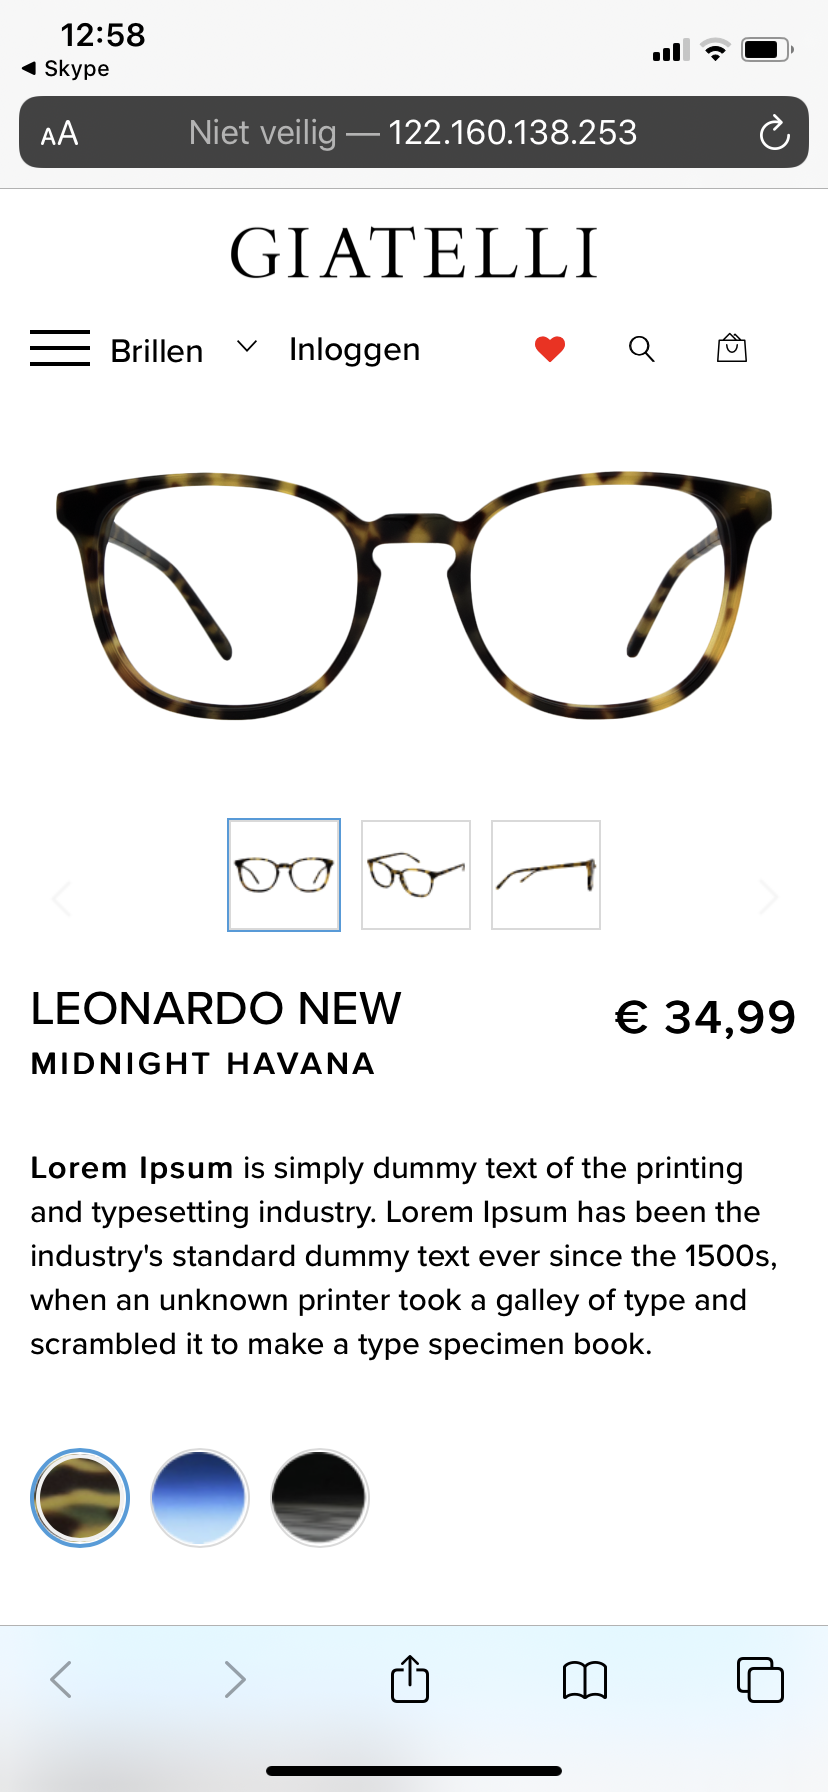 12:58
◀ Skype
AA Niet veilig — 122.160.138.253
GIATELLI
Brillen Inloggen
LEONARDO NEW
€ 34,99
MIDNIGHT HAVANA
Lorem Ipsum is simply dummy text of the printing
and typesetting industry. Lorem Ipsum has been the
industry's standard dummy text ever since the 1500s,
when an unknown printer took a galley of type and
scrambled it to make a type specimen book.